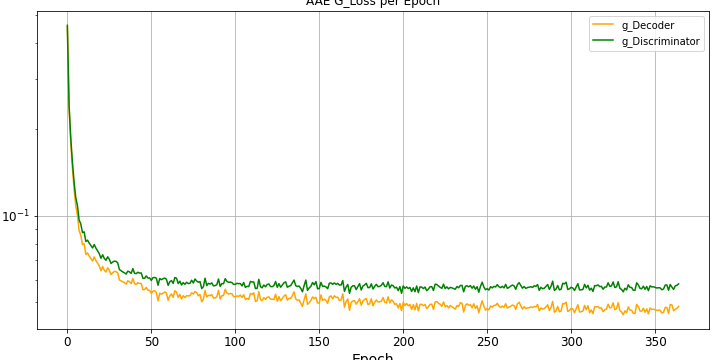 AAE G_Loss per Epoch
g_Decoder
g_Discriminator
10⁻¹
0 50 100 150 200 250 300 350
Epoch